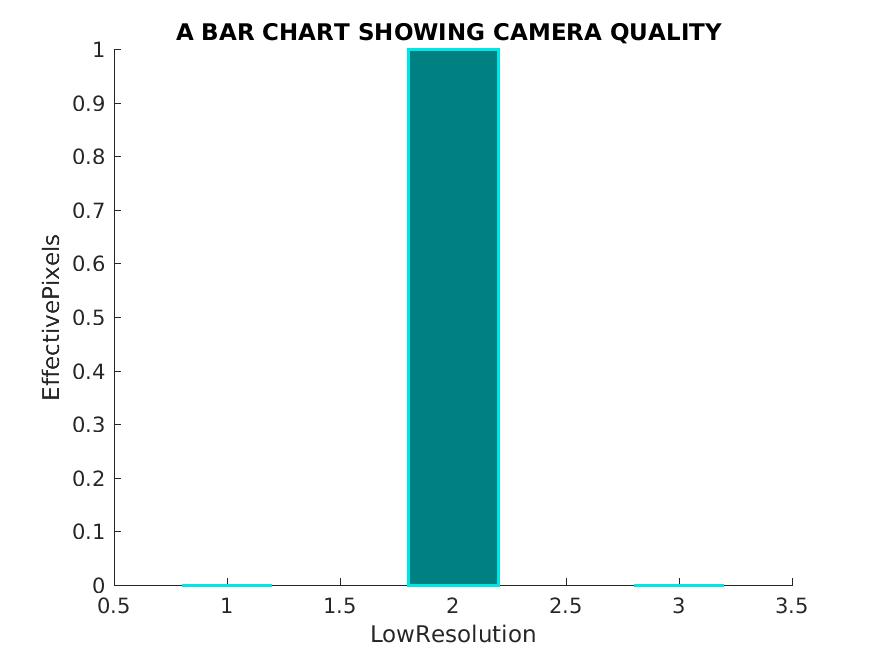 A BAR CHART SHOWING CAMERA QUALITY
1
0.9
0.8
0.7
0.6
0.5
0.4
0.3
0.2
0.1
0
EffectivePixels
0.5 1 1.5 2 2.5 3 3.5
LowResolution